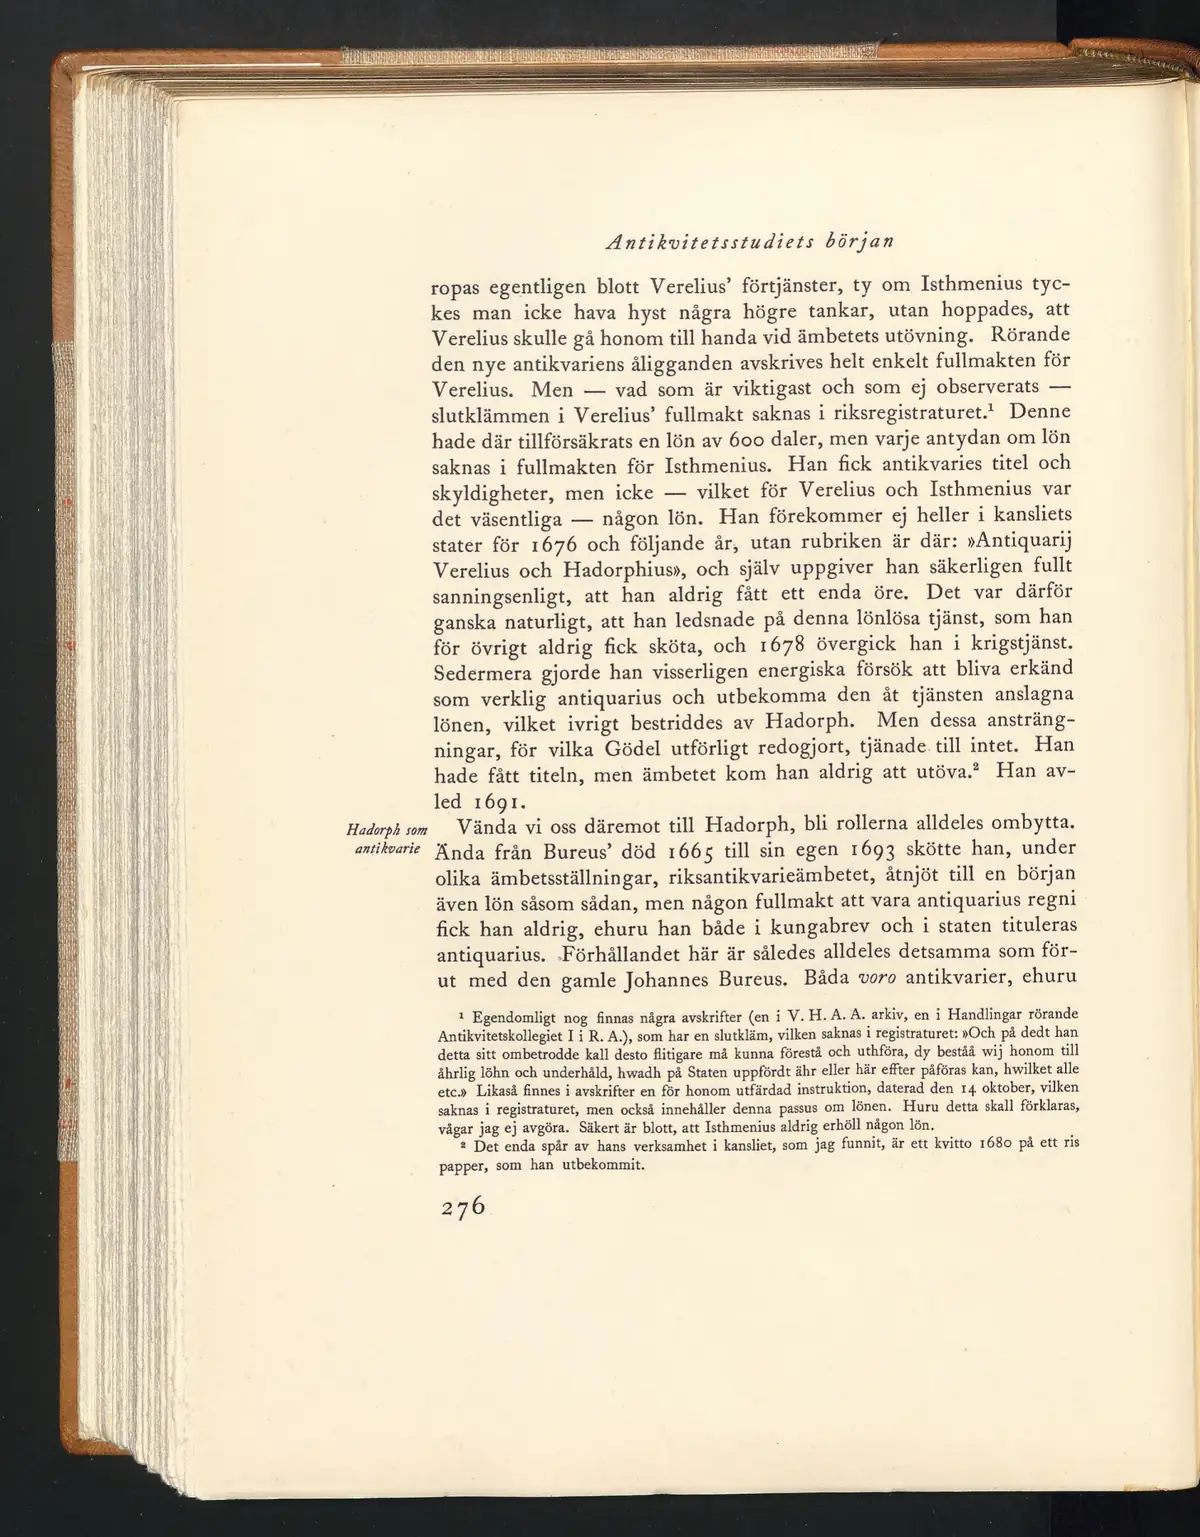 Antikvitetsstudiets början
ropas egentligen blott Verelius' förtjänster, ty om Isthmenius tyc-
kes man icke hava hyst några högre tankar, utan hoppades, att
Verelius skulle gå honom till handa vid ämbetets utövning. Rörande
den nye antikvariens åligganden avskrives helt enkelt fullmakten för
Verelius. Men — vad som är viktigast och som ej observerats —
slutklämmen i Verelius' fullmakt saknas i riksregistraturet.¹ Denne
hade där tillförsäkrats en lön av 600 daler, men varje antydan om lön
saknas i fullmakten för Isthmenius. Han fick antikvaries titel och
skyldigheter, men icke — vilket för Verelius och Isthmenius var
det väsentliga — någon lön. Han förekommer ej heller i kansliets
stater för 1676 och följande år, utan rubriken är där: »Antiquarij
Verelius och Hadorphius», och själv uppgiver han säkerligen fullt
sanningsenligt, att han aldrig fått ett enda öre. Det var därför
ganska naturligt, att han ledsnade på denna lönlösa tjänst, som han
för övrigt aldrig fick sköta, och 1678 övergick han i krigstjänst.
Sedermera gjorde han visserligen energiska försök att bliva erkänd
som verklig antiquarius och utbekomma den åt tjänsten anslagna
lönen, vilket ivrigt bestriddes av Hadorph. Men dessa ansträng-
ningar, för vilka Gödel utförligt redogjort, tjänade till intet. Han
hade fått titeln, men ämbetet kom han aldrig att utöva.² Han av-
led 1691.
Hadorph som
antikvarie
Vända vi oss däremot till Hadorph, bli rollerna alldeles ombytta.
Ända från Bureus' död 1665 till sin egen 1693 skötte han, under
olika ämbetsställningar, riksantikvarieämbetet, åtnjöt till en början
även lön såsom sådan, men någon fullmakt att vara antiquarius regni
fick han aldrig, ehuru han både i kungabrev och i staten tituleras
antiquarius. Förhållandet här är således alldeles detsamma som för-
ut med den gamle Johannes Bureus. Båda voro antikvarier, ehuru
¹ Egendomligt nog finnas några avskrifter (en i V. H. A. A. arkiv, en i Handlingar rörande
Antikvitetskollegiet I i R. A.), som har en slutkläm, vilken saknas i registraturet: »Och på dedt han
detta sitt ombetrodde kall desto flitigare må kunna förestå och uthföra, dy beståå wij honom till
åhrlig löhn och underhåld, hwadh på Staten uppfördt ähr eller här effter påföras kan, hwilket alle
etc.» Likaså finnes i avskrifter en för honom utfärdad instruktion, daterad den 14 oktober, vilken
saknas i registraturet, men också innehåller denna passus om lönen. Huru detta skall förklaras,
vågar jag ej avgöra. Säkert är blott, att Isthmenius aldrig erhöll någon lön.
² Det enda spår av hans verksamhet i kansliet, som jag funnit, är ett kvitto 1680 på ett ris
papper, som han utbekommit.
276